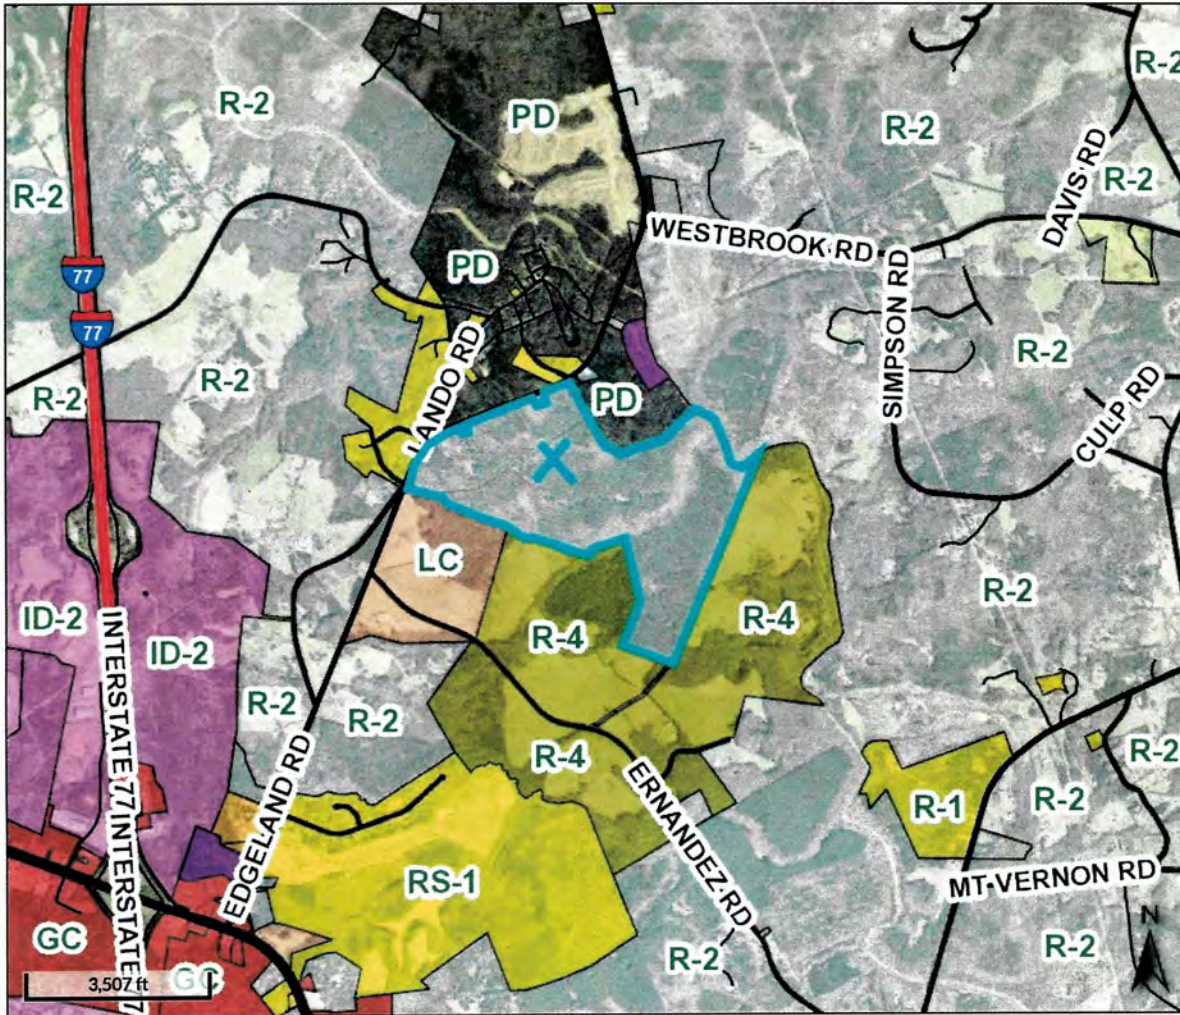 R-2
PD
R-2
R-2
R-2
DAVIS RD
R-2
WESTBROOK RD
77
PD
SIMPSON RD
77
LANDO RD
R-2
R-2
R-2
PD
CULP RD
X
LC
R-2
ID-2
ID-2
R-4
R-4
INTERSTATE 77
INTERSTATE 77
R-2
R-2
R-4
R-2
R-1
R-2
EDGELAND RD
ERNANDEZ RD
RS-1
MT VERNON RD
GC
GC
R-2
R-2
N
3,507 ft